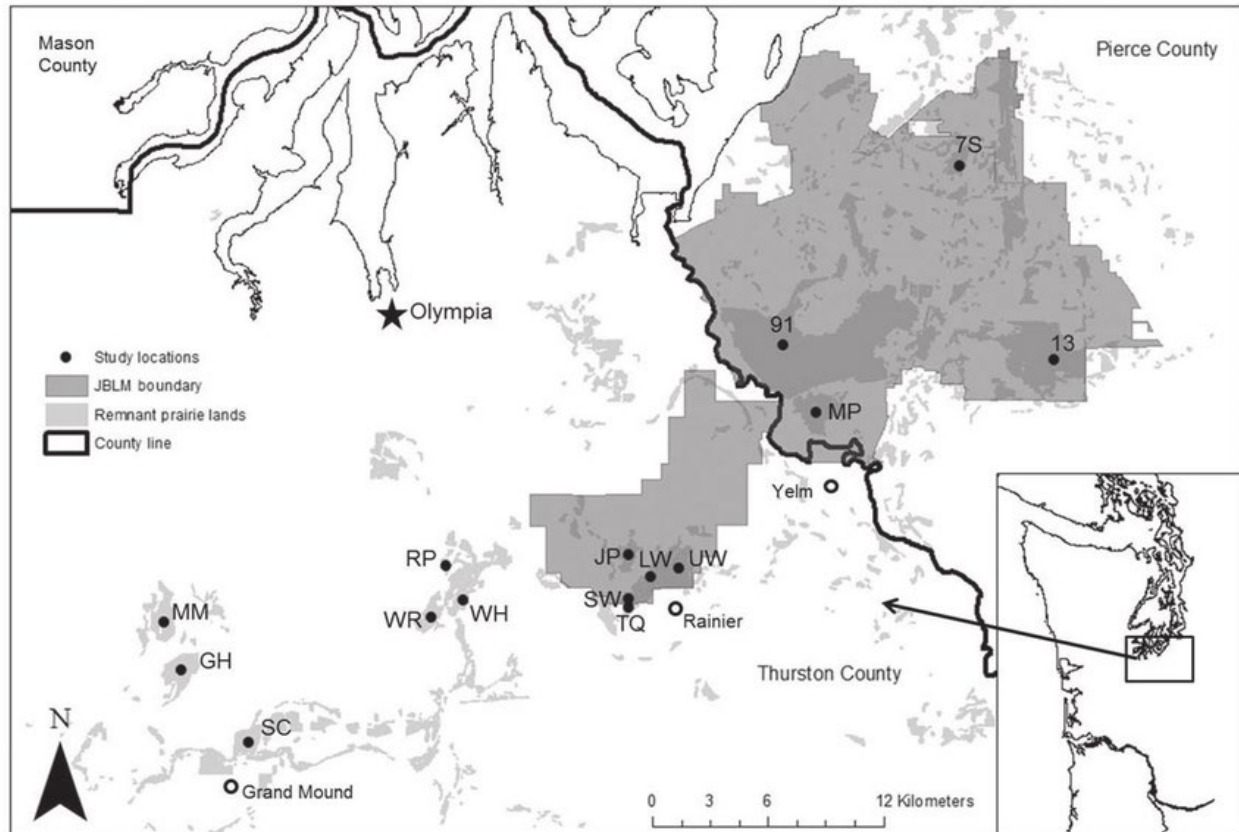 Mason
County
Pierce County
7S
Olympia
91
13
Study locations
JBLM boundary
Remnant prairie lands
County line
MP
Yelm
RP
JP
LW
UW
MM
WR
WH
SW
TQ
Rainier
GH
Thurston County
N
SC
Grand Mound
0 3 6 12 Kilometers